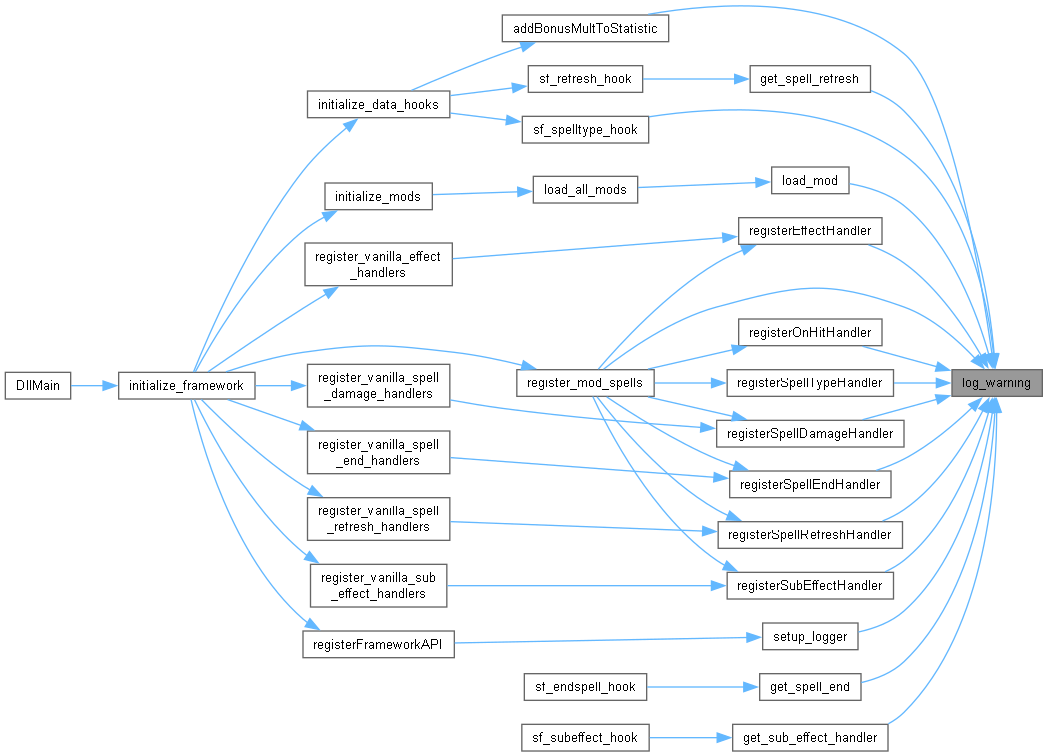 addBonusMultToStatistic
sf_refresh_hook
get_spell_refresh
initialize_data_hooks
sf_spelltype_hook
load_mod
initialize_mods
load_all_mods
registerEffectHandler
register_vanilla_effect
_handlers
registerOnHitHandler
DllMain
initialize_framework
register_vanilla_spell
_damage_handlers
register_mod_spells
registerSpellTypeHandler
log_warning
registerSpellDamageHandler
register_vanilla_spell
_end_handlers
registerSpellEndHandler
register_vanilla_spell
_refresh_handlers
registerSpellRefreshHandler
register_vanilla_sub
_effect_handlers
registerSubEffectHandler
registerFrameworkAPI
setup_logger
sf_endspell_hook
get_spell_end
sf_subeffect_hook
get_sub_effect_handler